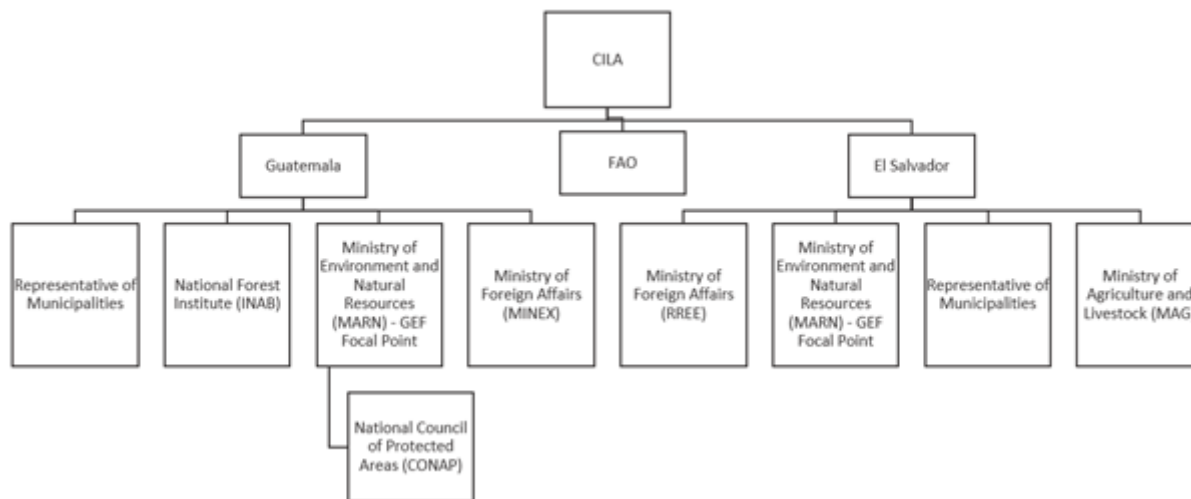 CILA
Guatemala
FAO
El Salvador
Representative of
Municipalities
National Forest
Institute (INAB)
Ministry of
Environment and
Natural
Resources
(MARN) - GEF
Focal Point
Ministry of
Foreign Affairs
(MINEX)
Ministry of
Foreign Affairs
(RREE)
Ministry of
Environment and
Natural
Resources
(MARN) - GEF
Focal Point
Representative of
Municipalities
Ministry of
Agriculture and
Livestock (MAG
National Council
of Protected
Areas (CONAP)